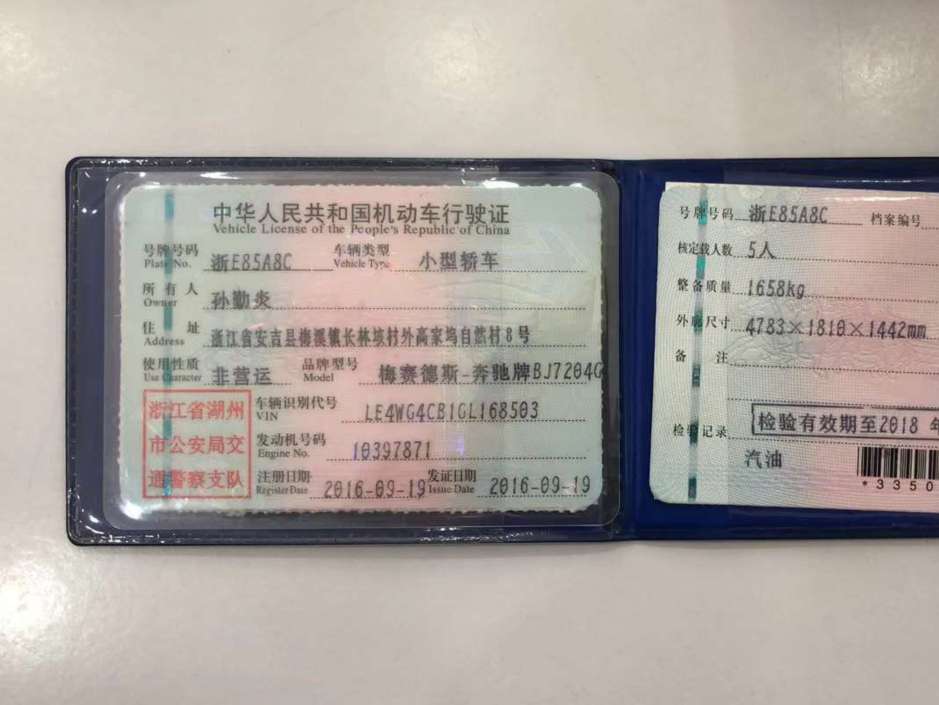 中华人民共和国机动车行驶证
Vehicle License of the People's Republic of China
号牌号码 浙E85A8C 车辆类型 小型轿车
Plate No. Vehicle Type
所有人 孙勤炎
Owner
住址 浙江省安吉县梅溪镇长林垓村外高家坞自然村8号
Address
使用性质 非营运 品牌型号 梅赛德斯-奔驰牌BJ7204G
Use Character Model
浙江省湖州
市公安局交
通警察支队
车辆识别代号 LE4WG4CB1GL168503
VIN
发动机号码 10397871
Engine No.
注册日期 2016-09-19 发证日期 2016-09-19
Register Date Issue Date
号牌号码 浙E85A8C 档案编号
核定载人数 5人
整备质量 1658kg
外廓尺寸 4783×1810×1442mm
备注
检验记录 检验有效期至2018 年
汽油
*3350